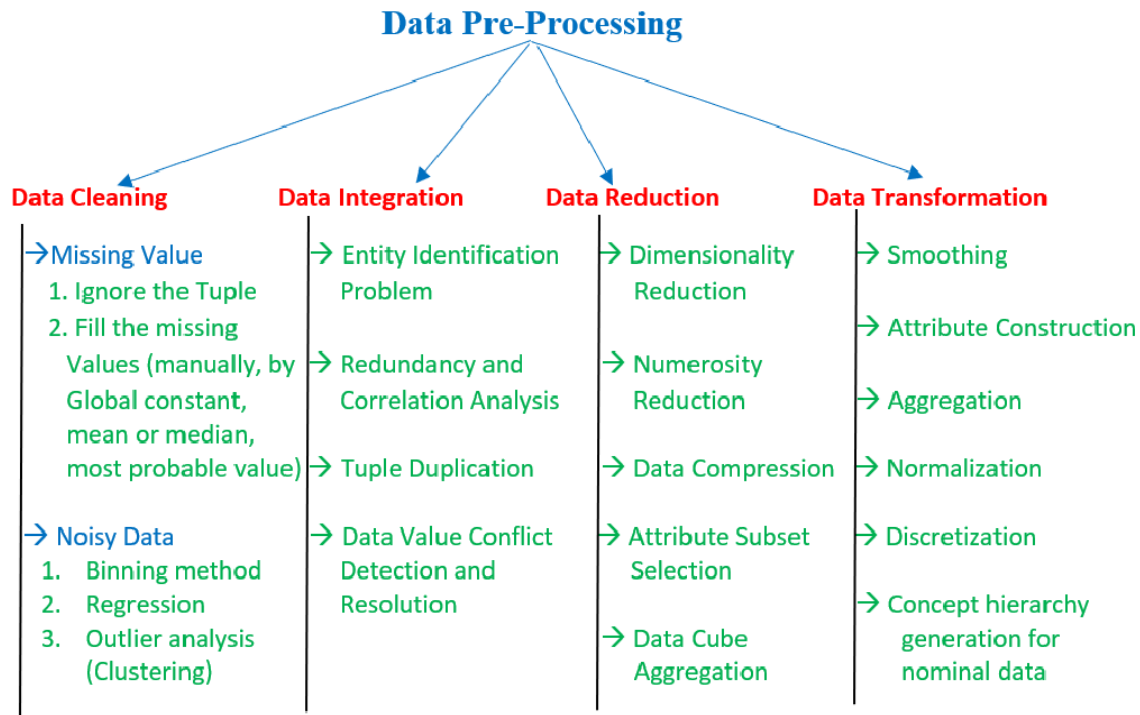 Data Pre-Processing
Data Cleaning
→Missing Value
1. Ignore the Tuple
2. Fill the missing
Values (manually, by
Global constant,
mean or median,
most probable value)
→ Noisy Data
1. Binning method
2. Regression
3. Outlier analysis
(Clustering)
Data Integration
→ Entity Identification
Problem
→ Redundancy and
Correlation Analysis
→ Tuple Duplication
→ Data Value Conflict
Detection and
Resolution
Data Reduction
→ Dimensionality
Reduction
→ Numerosity
Reduction
→ Data Compression
→ Attribute Subset
Selection
→ Data Cube
Aggregation
Data Transformation
→ Smoothing
→ Attribute Construction
→ Aggregation
→ Normalization
→ Discretization
→ Concept hierarchy
generation for
nominal data